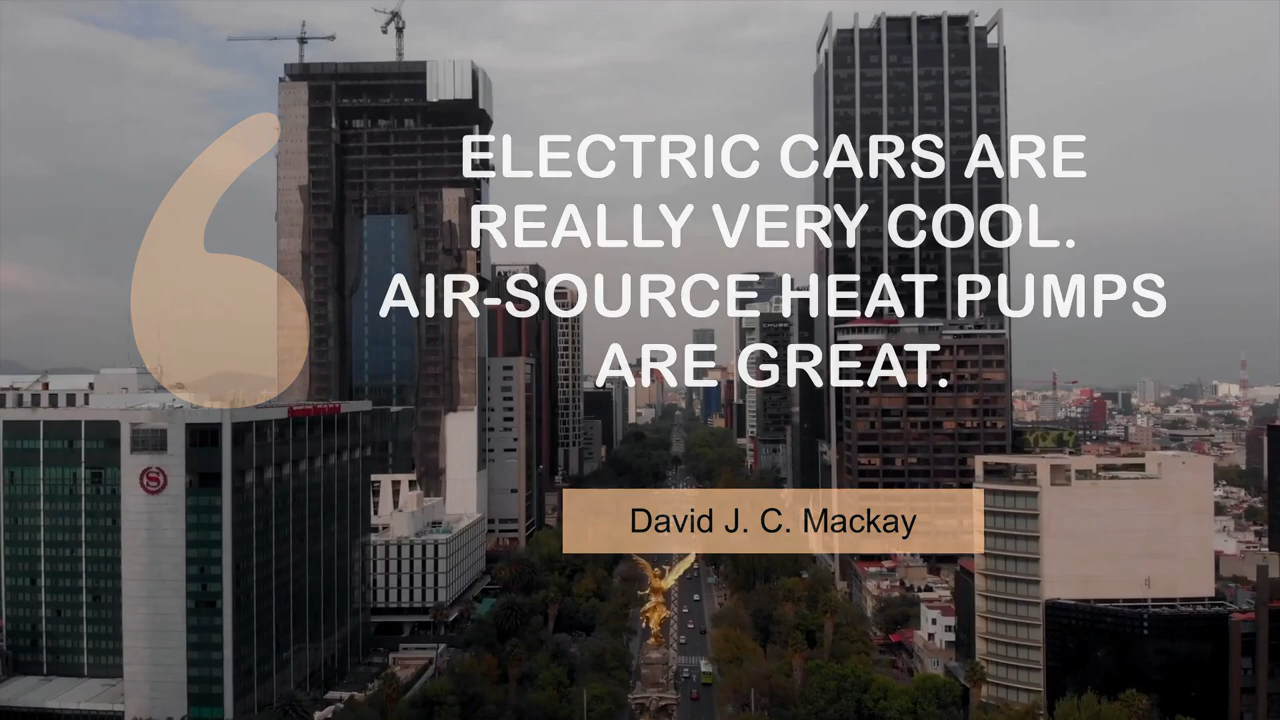 ELECTRIC CARS ARE
REALLY VERY COOL.
AIR-SOURCE HEAT PUMPS
ARE GREAT.
David J. C. Mackay